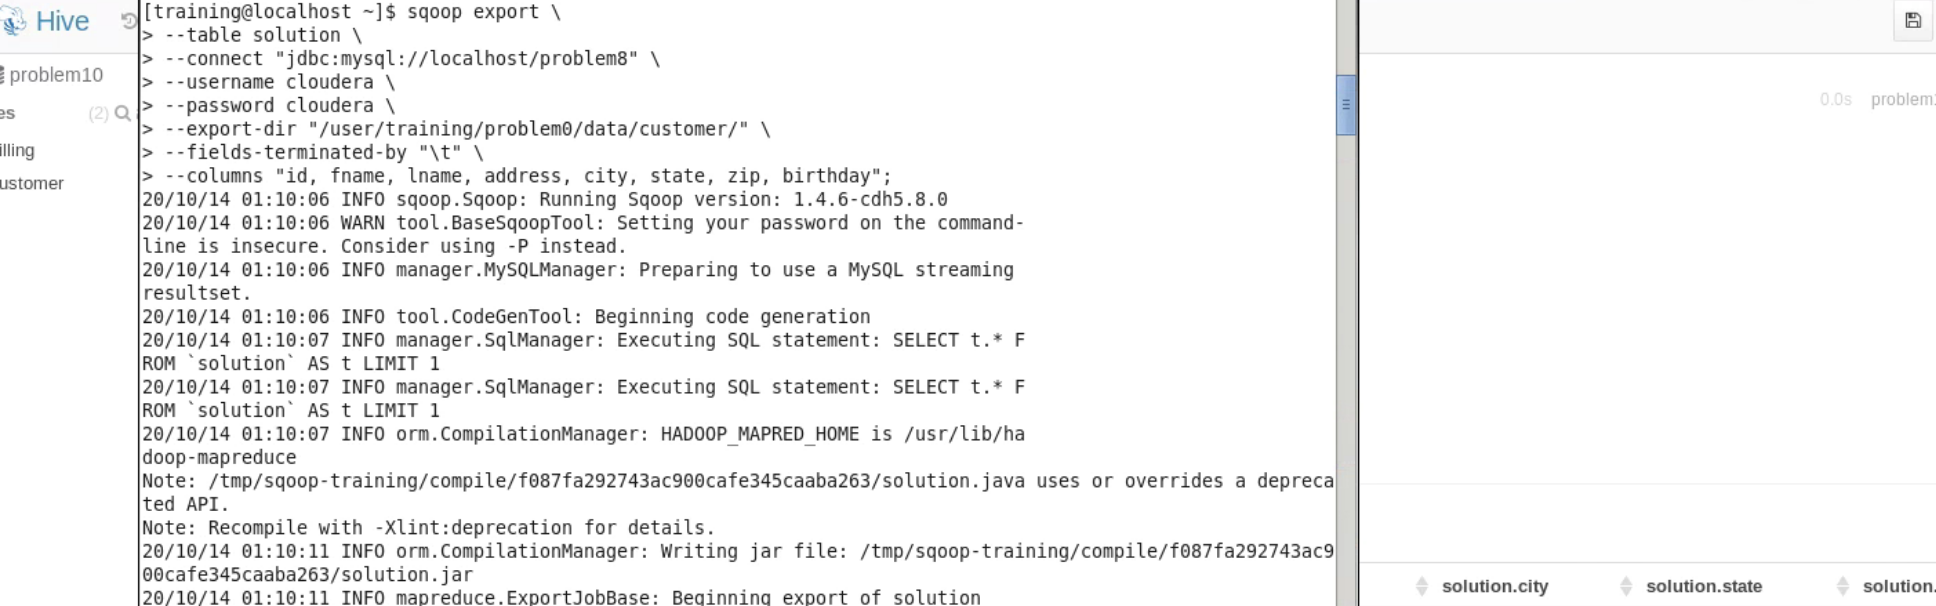 Hive
problem10
es
(2)
illing
ustomer
[training@localhost ~]$ sqoop export \
> --table solution \
> --connect "jdbc:mysql://localhost/problem8" \
> --username cloudera \
> --password cloudera \
> --export-dir "/user/training/problem0/data/customer/" \
> --fields-terminated-by "\t" \
> --columns "id, fname, lname, address, city, state, zip, birthday";
20/10/14 01:10:06 INFO sqoop.Sqoop: Running Sqoop version: 1.4.6-cdh5.8.0
20/10/14 01:10:06 WARN tool.BaseSqoopTool: Setting your password on the command-
line is insecure. Consider using -P instead.
20/10/14 01:10:06 INFO manager.MySQLManager: Preparing to use a MySQL streaming
resultset.
20/10/14 01:10:06 INFO tool.CodeGenTool: Beginning code generation
20/10/14 01:10:07 INFO manager.SqlManager: Executing SQL statement: SELECT t.* F
ROM `solution` AS t LIMIT 1
20/10/14 01:10:07 INFO manager.SqlManager: Executing SQL statement: SELECT t.* F
ROM `solution` AS t LIMIT 1
20/10/14 01:10:07 INFO orm.CompilationManager: HADOOP_MAPRED_HOME is /usr/lib/ha
doop-mapreduce
Note: /tmp/sqoop-training/compile/f087fa292743ac900cafe345caaba263/solution.java uses or overrides a depreca
ted API.
Note: Recompile with -Xlint:deprecation for details.
20/10/14 01:10:11 INFO orm.CompilationManager: Writing jar file: /tmp/sqoop-training/compile/f087fa292743ac9
00cafe345caaba263/solution.jar
20/10/14 01:10:11 INFO mapreduce.ExportJobBase: Beginning export of solution
0.0s problem1
solution.city solution.state solution.